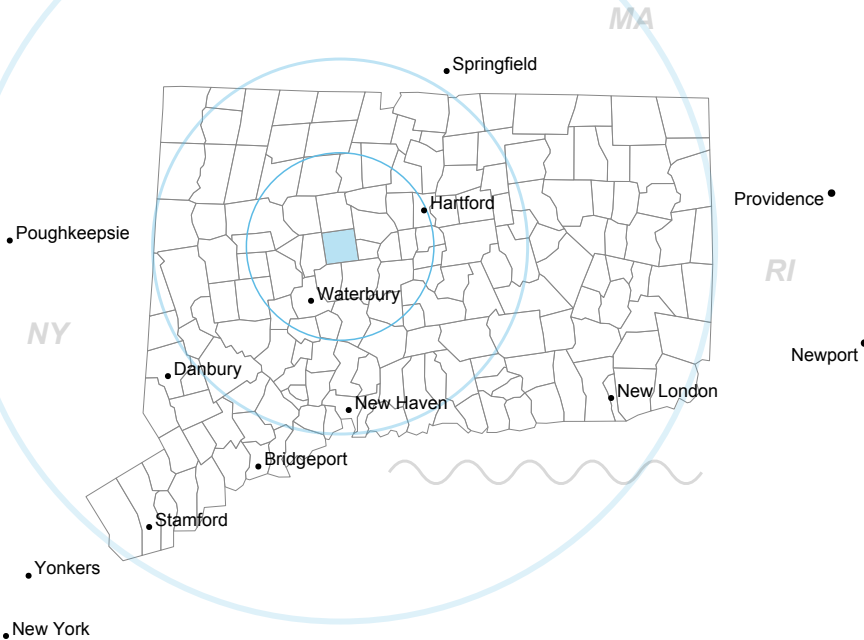 MA
Springfield
Hartford
Providence
Poughkeepsie
RI
Waterbury
NY
Newport
Danbury
New London
New Haven
Bridgeport
Stamford
Yonkers
New York